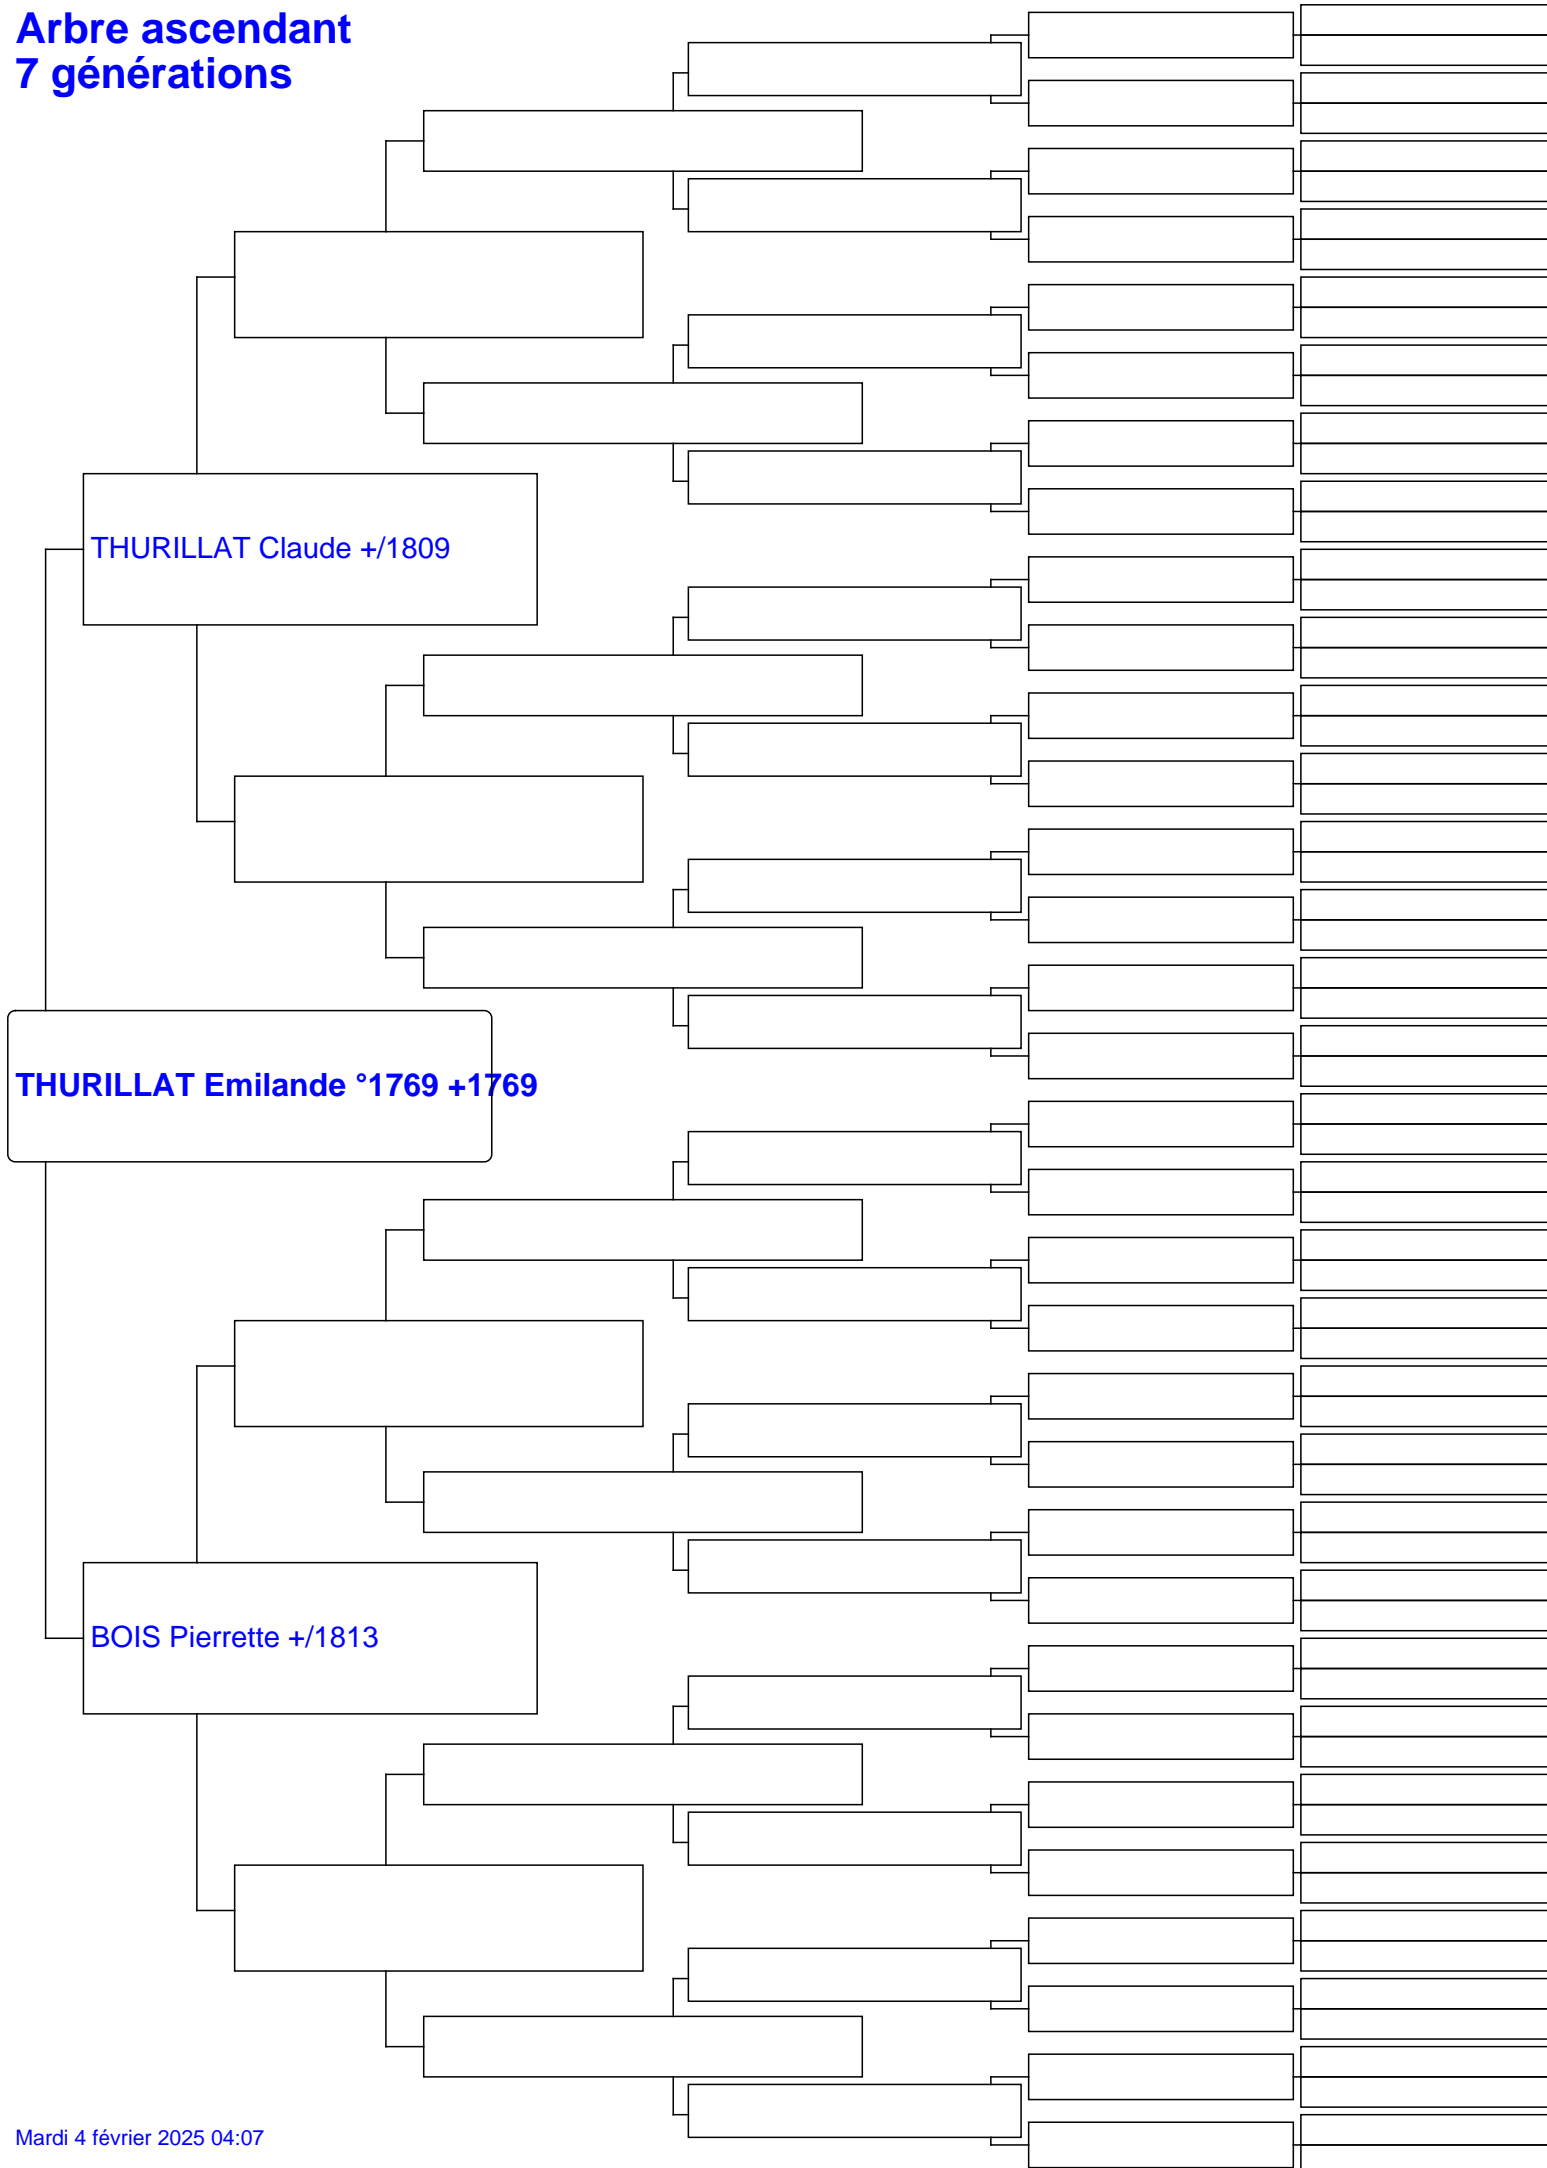 Arbre ascendant
7 générations
THURILLAT Claude +/1809
THURILLAT Emilande °1769 +1769
BOIS Pierrette +/1813
Mardi 4 février 2025 04:07